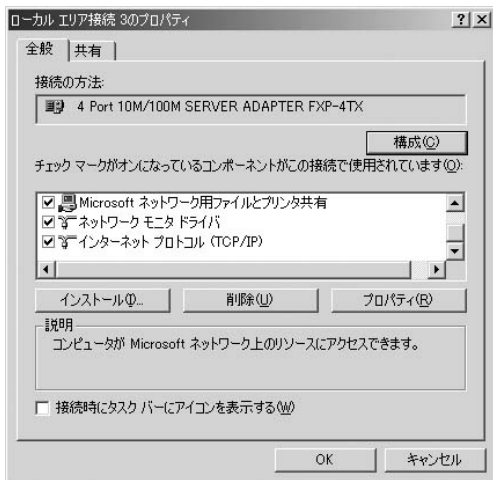 ローカル エリア接続 3のプロパティ
全般
共有
接続の方法:
4 Port 10M/100M SERVER ADAPTER FXP-4TX
構成(C)
チェック マークがオンになっているコンポーネントがこの接続で使用されています(O):
Microsoft ネットワーク用ファイルとプリンタ共有
ネットワーク モニタ ドライバ
インターネット プロトコル (TCP/IP)
インストール(I)...
削除(U)
プロパティ(R)
説明
コンピュータが Microsoft ネットワーク上のリソースにアクセスできます。
接続時にタスク バーにアイコンを表示する(W)
OK
キャンセル